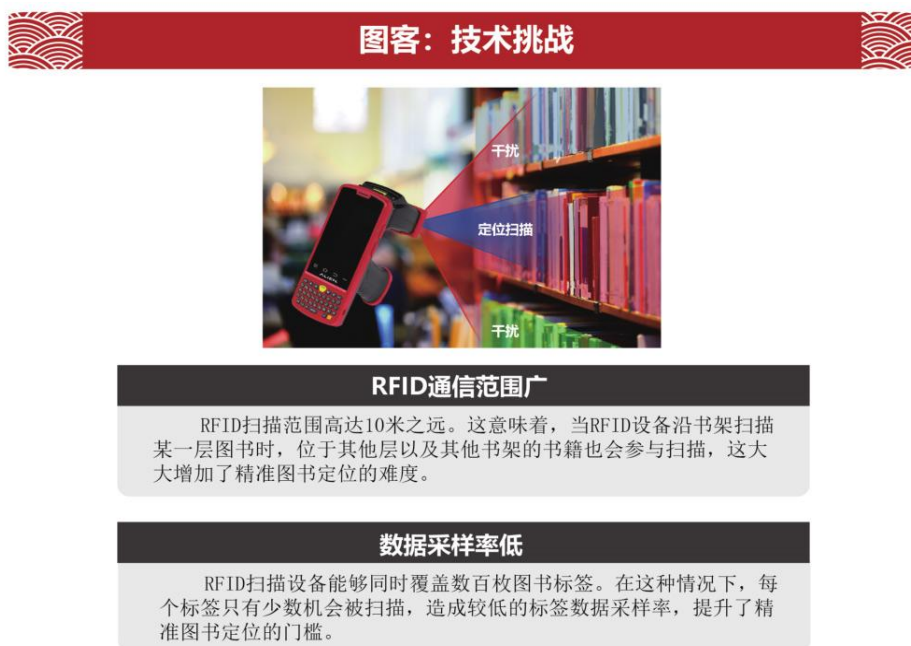 图客：技术挑战
干扰
定位扫描
干扰
RFID通信范围广
RFID扫描范围高达10米之远。这意味着，当RFID设备沿书架扫描
某一层图书时，位于其他层以及其他书架的书籍也会参与扫描，这大
大增加了精准图书定位的难度。
数据采样率低
RFID扫描设备能够同时覆盖数百枚图书标签。在这种情况下，每
个标签只有少数机会被扫描，造成较低的标签数据采样率，提升了精
准图书定位的门槛。